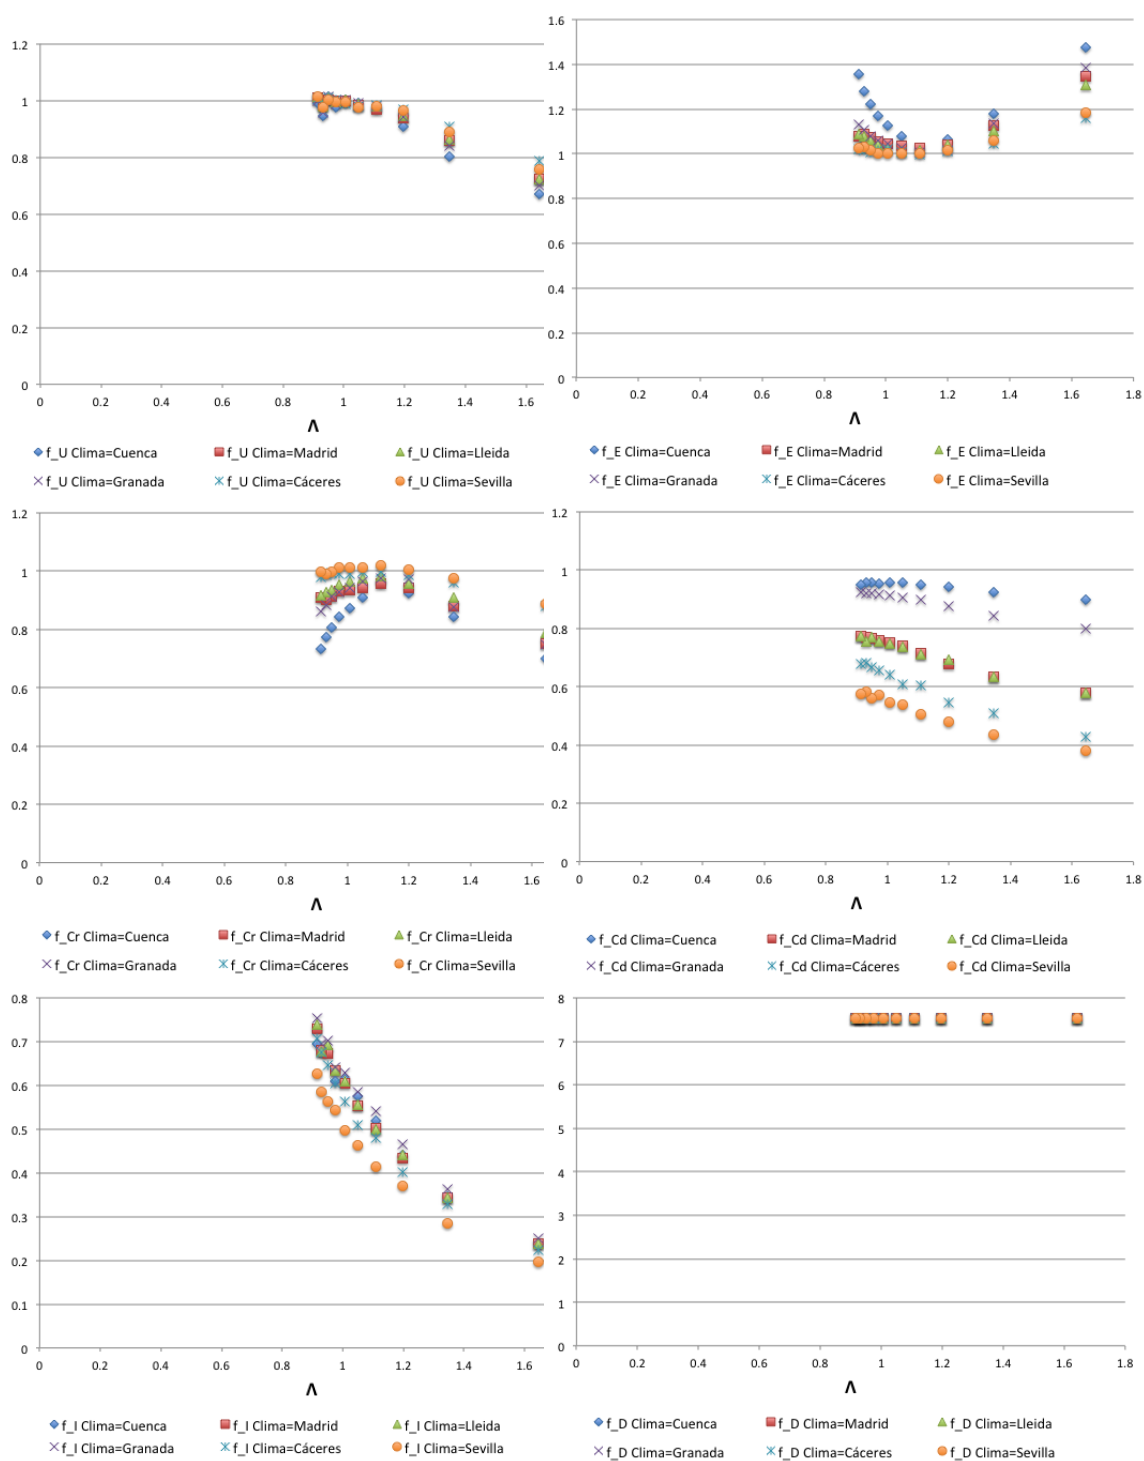 1.2
1
0.8
0.6
0.4
0.2
0
0 0.2 0.4 0.6 0.8 1 1.2 1.4 1.6
Λ
f_U Clima=Cuenca f_U Clima=Madrid f_U Clima=Lleida
f_U Clima=Granada f_U Clima=Cáceres f_U Clima=Sevilla
1.6
1.4
1.2
1
0.8
0.6
0.4
0.2
0
0 0.2 0.4 0.6 0.8 1 1.2 1.4 1.6 1.8
Λ
f_E Clima=Cuenca f_E Clima=Madrid f_E Clima=Lleida
f_E Clima=Granada f_E Clima=Cáceres f_E Clima=Sevilla
1.2
1
0.8
0.6
0.4
0.2
0
0 0.2 0.4 0.6 0.8 1 1.2 1.4 1.6
Λ
f_Cr Clima=Cuenca f_Cr Clima=Madrid f_Cr Clima=Lleida
f_Cr Clima=Granada f_Cr Clima=Cáceres f_Cr Clima=Sevilla
1.2
1
0.8
0.6
0.4
0.2
0
0 0.2 0.4 0.6 0.8 1 1.2 1.4 1.6 1.8
Λ
f_Cd Clima=Cuenca f_Cd Clima=Madrid f_Cd Clima=Lleida
f_Cd Clima=Granada f_Cd Clima=Cáceres f_Cd Clima=Sevilla
0.8
0.7
0.6
0.5
0.4
0.3
0.2
0.1
0
0 0.2 0.4 0.6 0.8 1 1.2 1.4 1.6
Λ
f_I Clima=Cuenca f_I Clima=Madrid f_I Clima=Lleida
f_I Clima=Granada f_I Clima=Cáceres f_I Clima=Sevilla
8
7
6
5
4
3
2
1
0
0 0.2 0.4 0.6 0.8 1 1.2 1.4 1.6 1.8
Λ
f_D Clima=Cuenca f_D Clima=Madrid f_D Clima=Lleida
f_D Clima=Granada f_D Clima=Cáceres f_D Clima=Sevilla